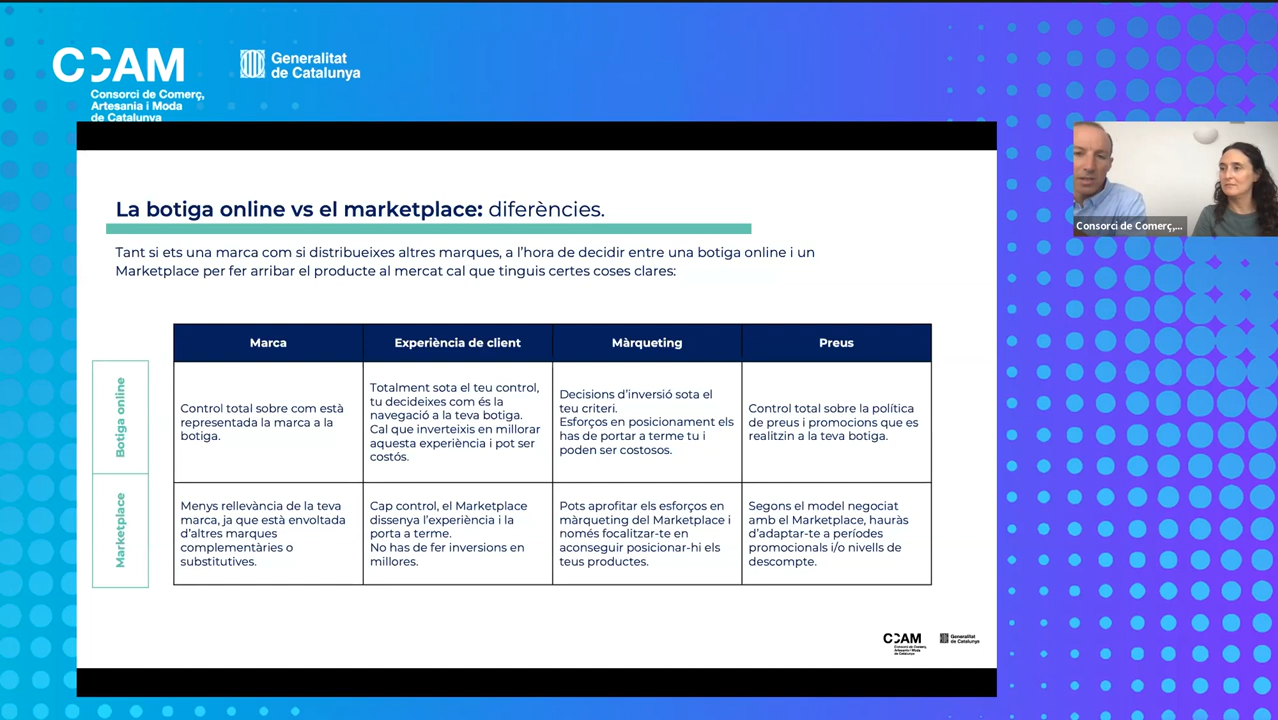 CCAM
Consorci de Comerç,
Artesania i Moda
de Catalunya
Generalitat
de Catalunya
Consorci de Comerç,...
La botiga online vs el marketplace: diferències.
Tant si ets una marca com si distribueixes altres marques, a l'hora de decidir entre una botiga online i un
Marketplace per fer arribar el producte al mercat cal que tinguis certes coses clares:
Marca
Experiència de client
Màrqueting
Preus
Botiga online
Control total sobre com està
representada la marca a la
botiga.
Totalment sota el teu control,
tu decideixes com és la
navegació a la teva botiga.
Cal que inverteixis en millorar
aquesta experiència i pot ser
costós.
Decisions d'inversió sota el
teu criteri.
Esforços en posicionament els
has de portar a terme tu i
poden ser costosos.
Control total sobre la política
de preus i promocions que es
realitzin a la teva botiga.
Marketplace
Menys rellevància de la teva
marca, ja que està envoltada
d'altres marques
complementàries o
substitutives.
Cap control, el Marketplace
dissenya l'experiència i la
porta a terme.
No has de fer inversions en
millores.
Pots aprofitar els esforços en
màrqueting del Marketplace i
només focalitzar-te en
aconseguir posicionar-hi els
teus productes.
Segons el model negociat
amb el Marketplace, hauràs
d'adaptar-te a períodes
promocionals i/o nivells de
descompte.
CCAM
Consorci de Comerç,
Artesania i Moda
de Catalunya
Generalitat
de Catalunya